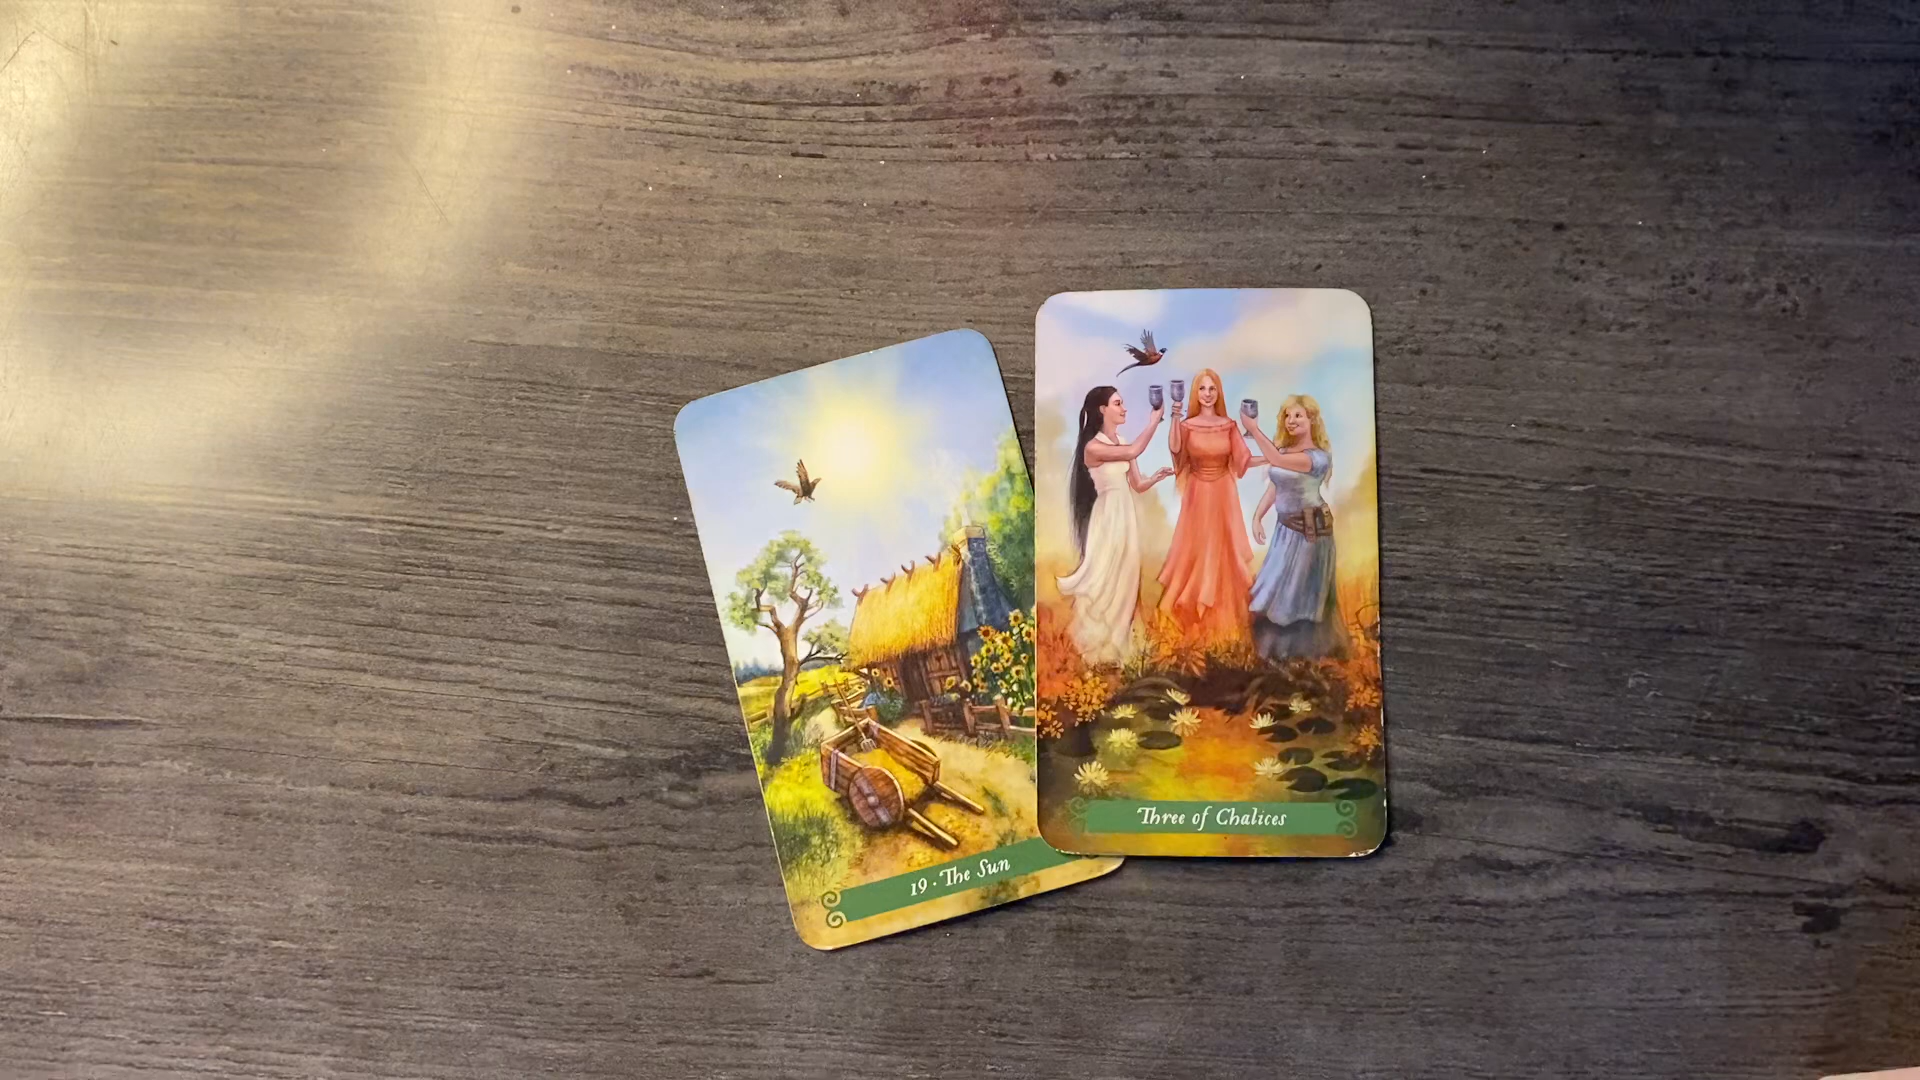 19 · The Sun
Three of Chalices